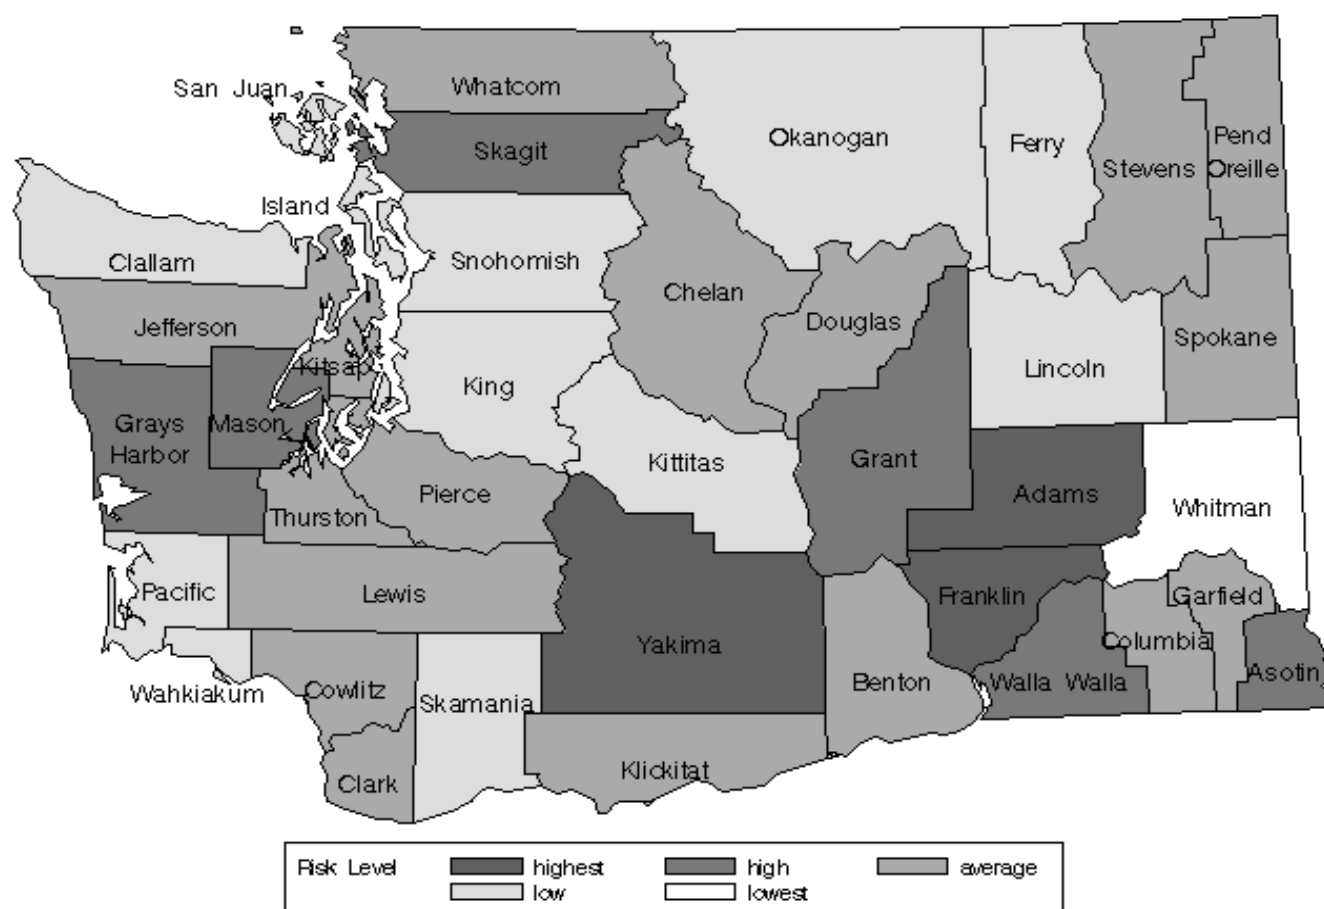 Whatcom
San Juan
Skagit
Okanogan
Ferry
Stevens
Pend
Oreille
Island
Clallam
Snohomish
Chelan
Jefferson
Douglas
Spokane
Kitsap
King
Lincoln
Grays
Harbor
Mason
Kittitas
Grant
Adams
Pierce
Whitman
Thurston
Pacific
Lewis
Franklin
Garfield
Yakima
Columbia
Wahkiakum
Cowlitz
Skamania
Benton
Walla Walla
Asotin
Clark
Klickitat
Risk Level highest high average
low lowest